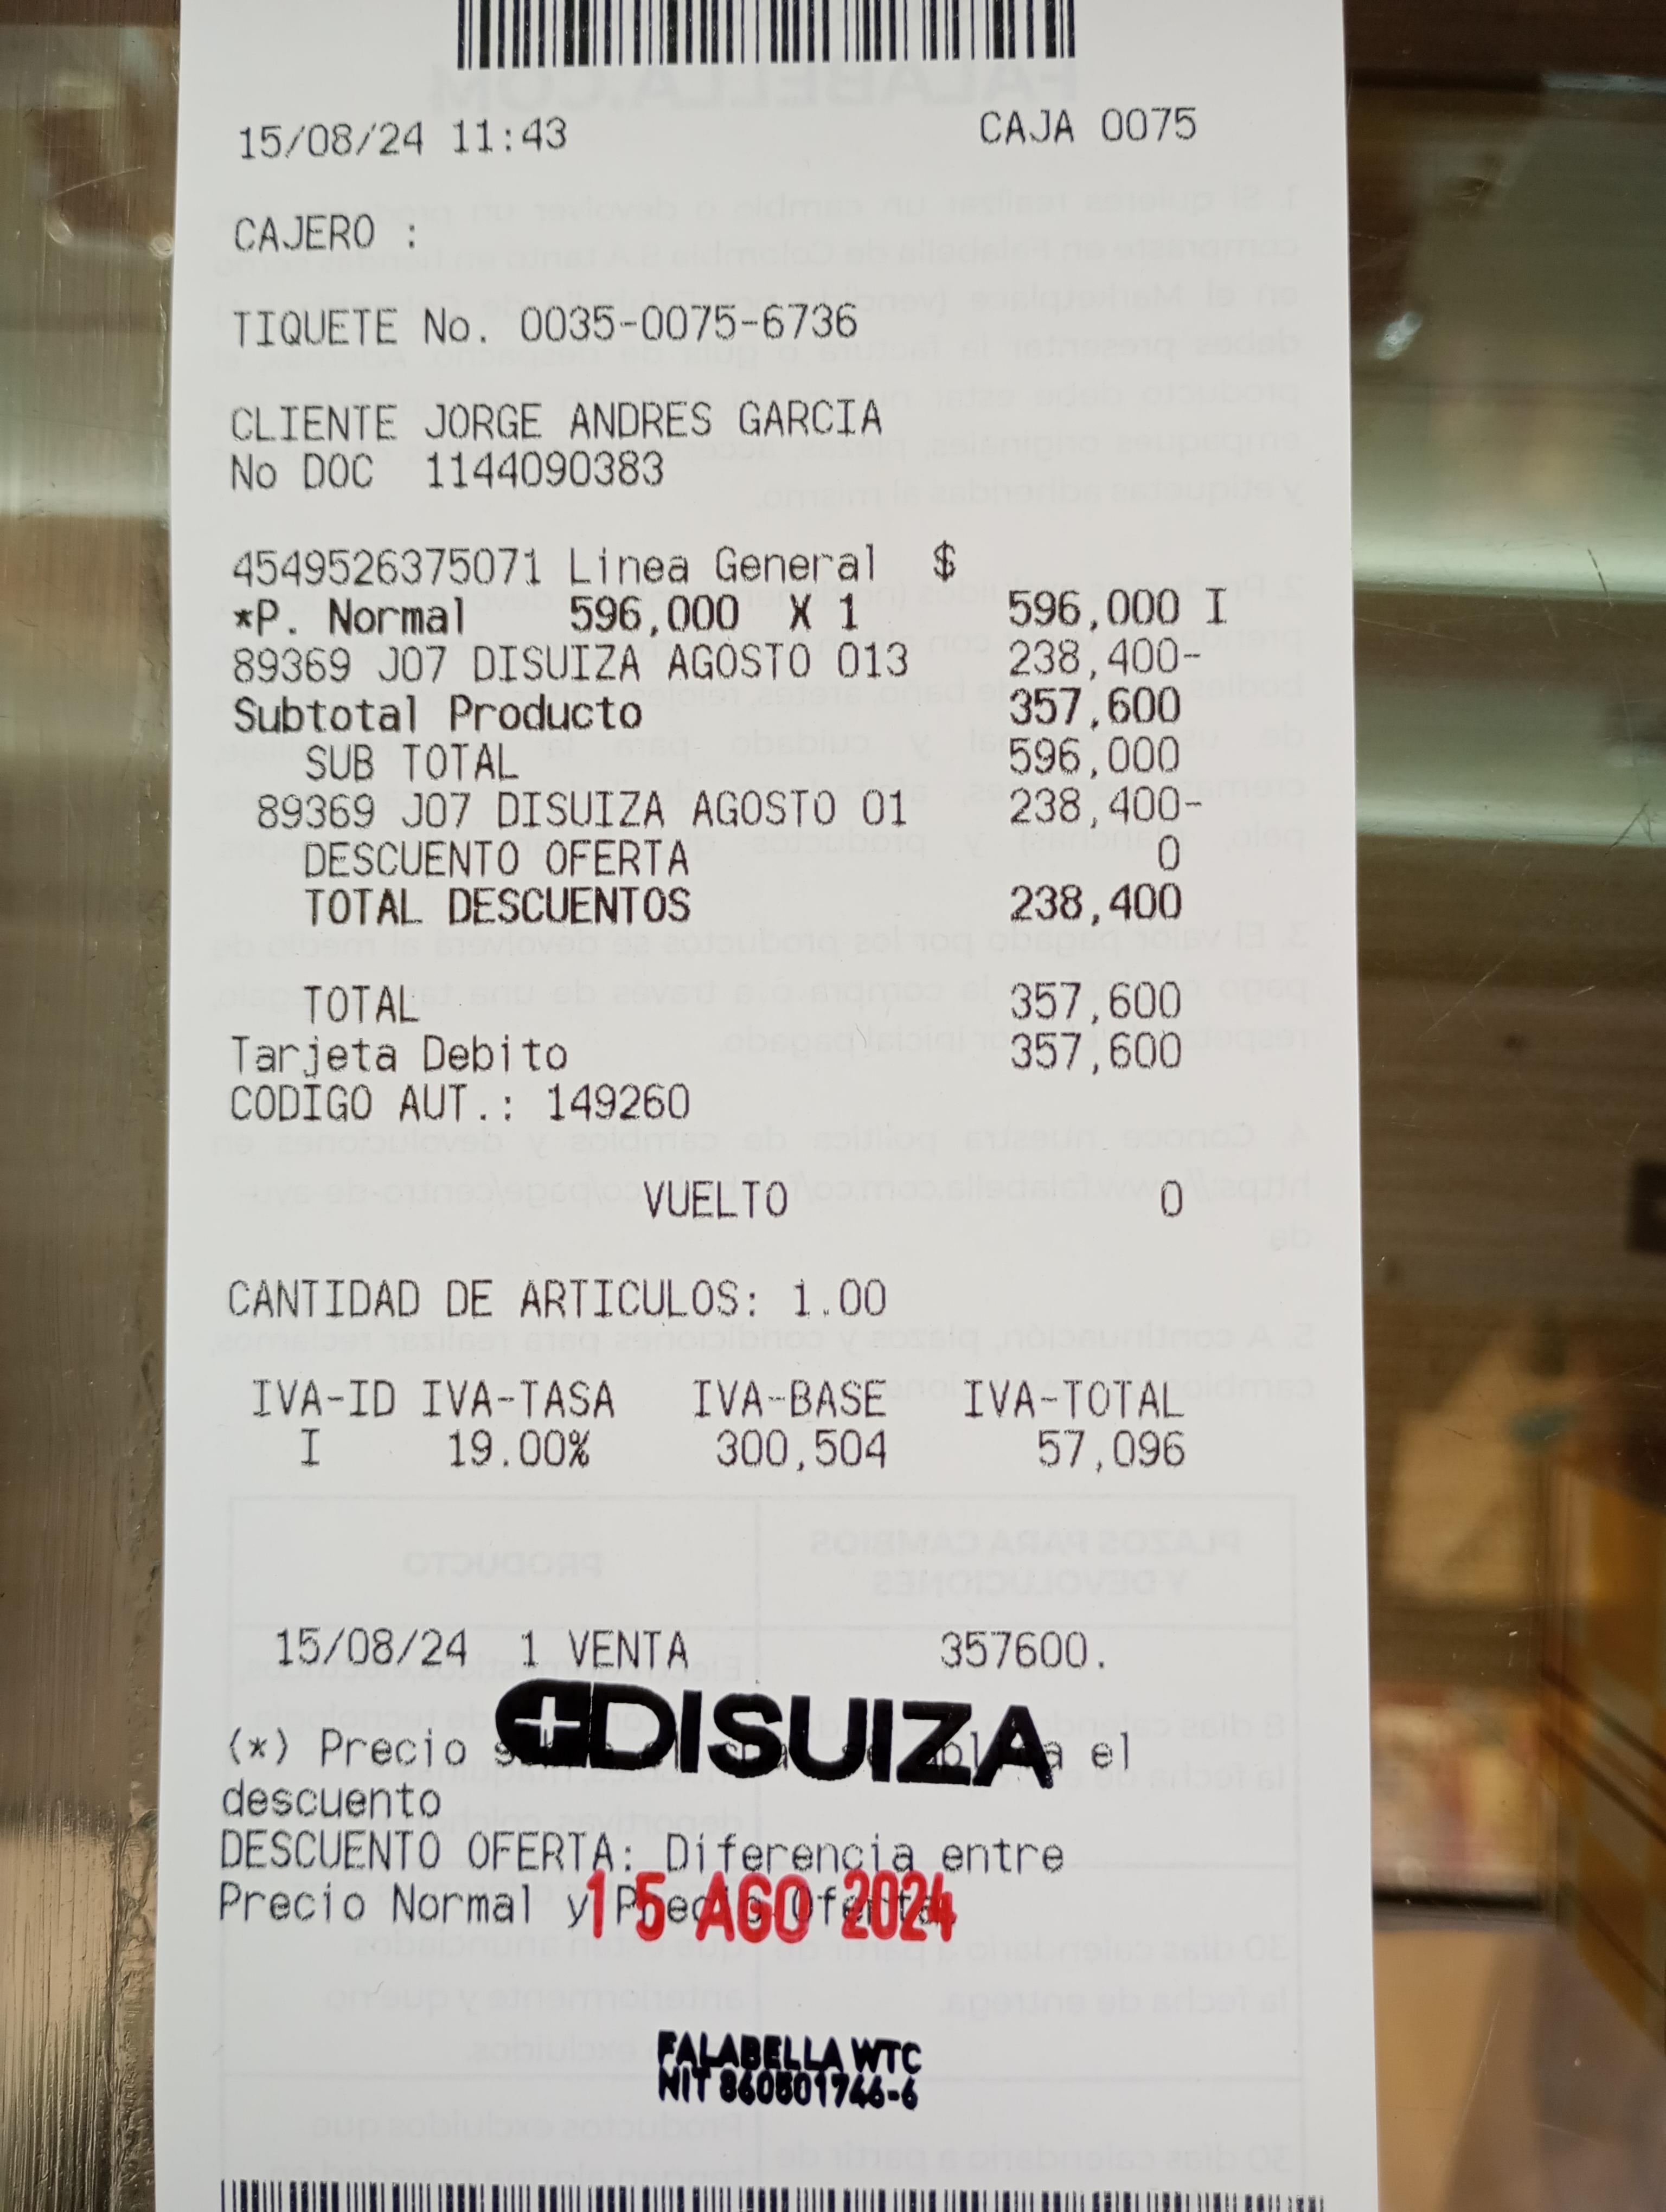 15/08/24 11:43 CAJA 0075
CAJERO :
TIQUETE No. 0035-0075-6736
CLIENTE JORGE ANDRES GARCIA
No DOC 1144090383
4549526375071 Linea General $
*P. Normal 596,000 X 1 596,000 I
89369 J07 DISUIZA AGOSTO 013 238,400-
Subtotal Producto 357,600
SUB TOTAL 596,000
89369 J07 DISUIZA AGOSTO 01 238,400-
DESCUENTO OFERTA 0
TOTAL DESCUENTOS 238,400
TOTAL 357,600
Tarjeta Debito 357,600
CODIGO AUT.: 149260
VUELTO 0
CANTIDAD DE ARTICULOS: 1.00
IVA-ID IVA-TASA IVA-BASE IVA-TOTAL
I 19.00% 300,504 57,096
15/08/24 1 VENTA 357600.
DISUIZA
(*) Precio el
descuento
DESCUENTO OFERTA: Diferencia entre
Precio Normal y Precio Oferta.
15 AGO 2024
FALABELLA WTC
NIT 860501746-6